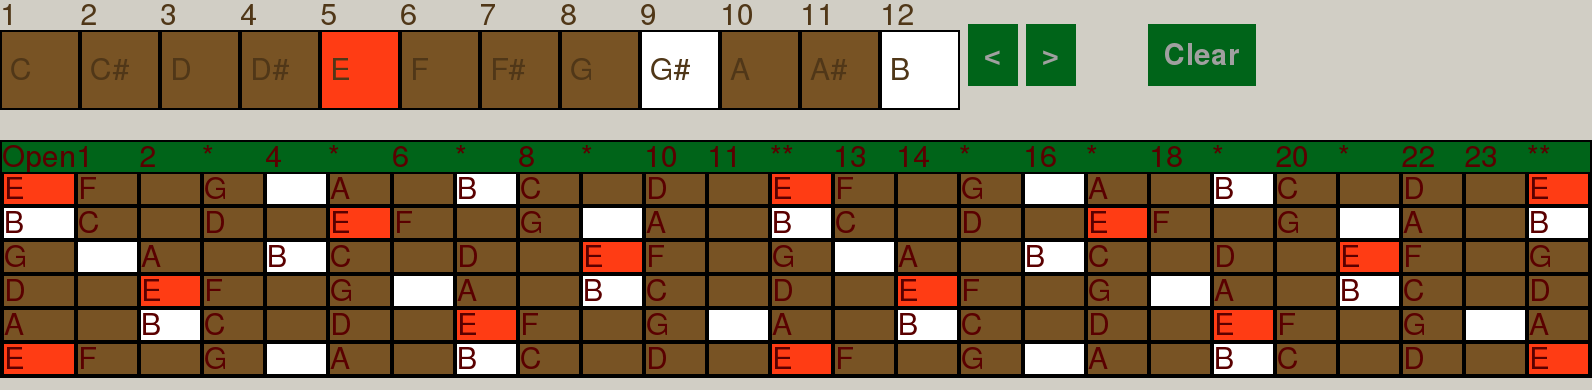 1 2 3 4 5 6 7 8 9 10 11 12
C C# D D# E F F# G G# A A# B < > Clear
Open 1 2 * 4 * 6 * 8 * 10 11 ** 13 14 * 16 * 18 * 20 * 22 23 **
E F G A B C D E F G A B C D E
B C D E F G A B C D E F G A B
G A B C D E F G A B C D E F G
D E F G A B C D E F G A B C D
A B C D E F G A B C D E F G A
E F G A B C D E F G A B C D E